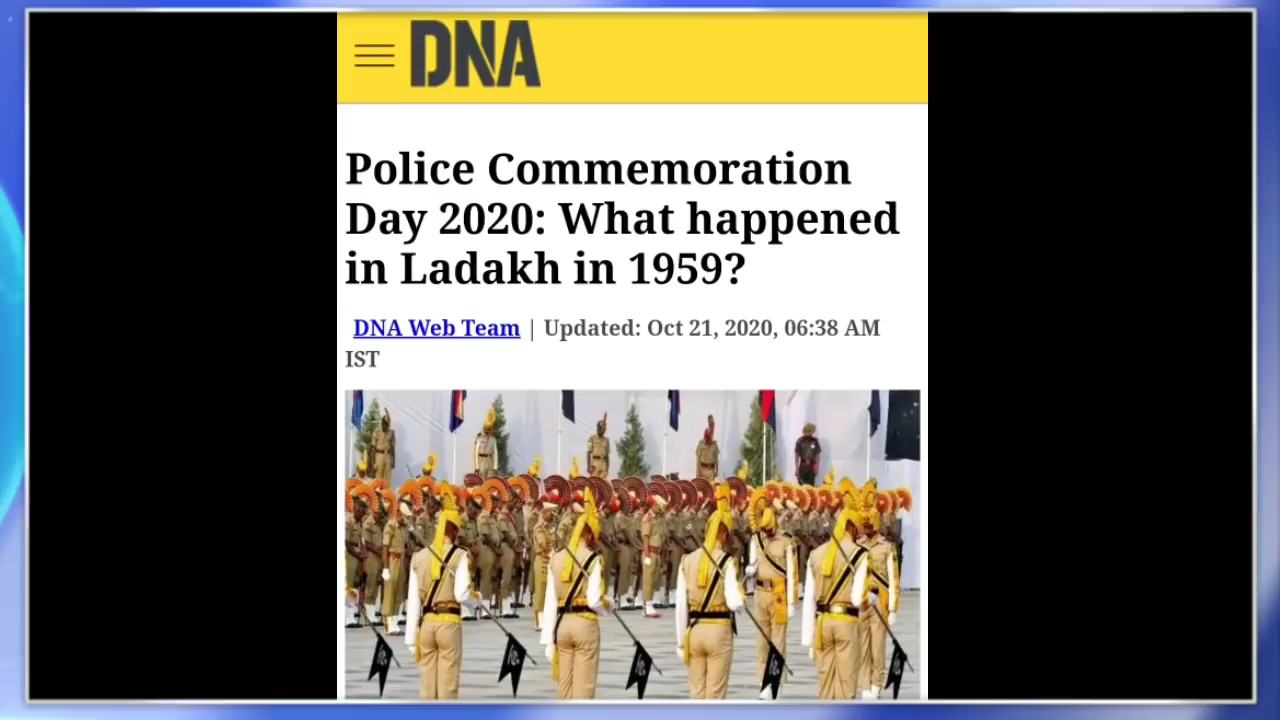 DNA
Police Commemoration
Day 2020: What happened
in Ladakh in 1959?
DNA Web Team | Updated: Oct 21, 2020, 06:38 AM
IST